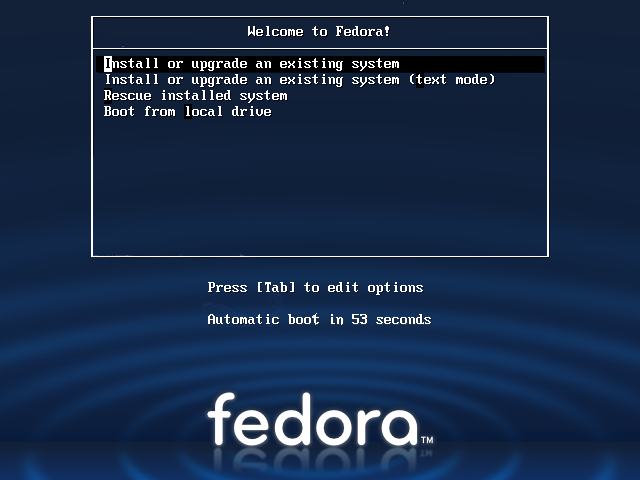 Welcome to Fedora!
Install or upgrade an existing system
Install or upgrade an existing system (text mode)
Rescue installed system
Boot from local drive
Press [Tab] to edit options
Automatic boot in 53 seconds
fedora™